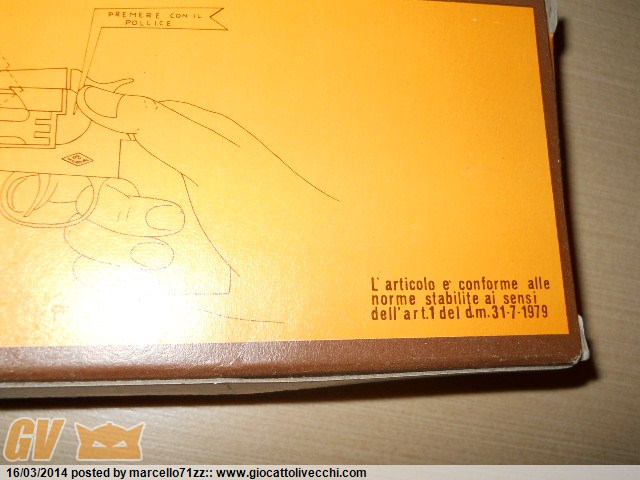 PREMERE CON IL
POLLICE
L'articolo e' conforme alle
norme stabilite ai sensi
dell'art.1 del d.m. 31-7-1979
GV
16/03/2014 posted by marcello71zz:: www.giocattolivecchi.com